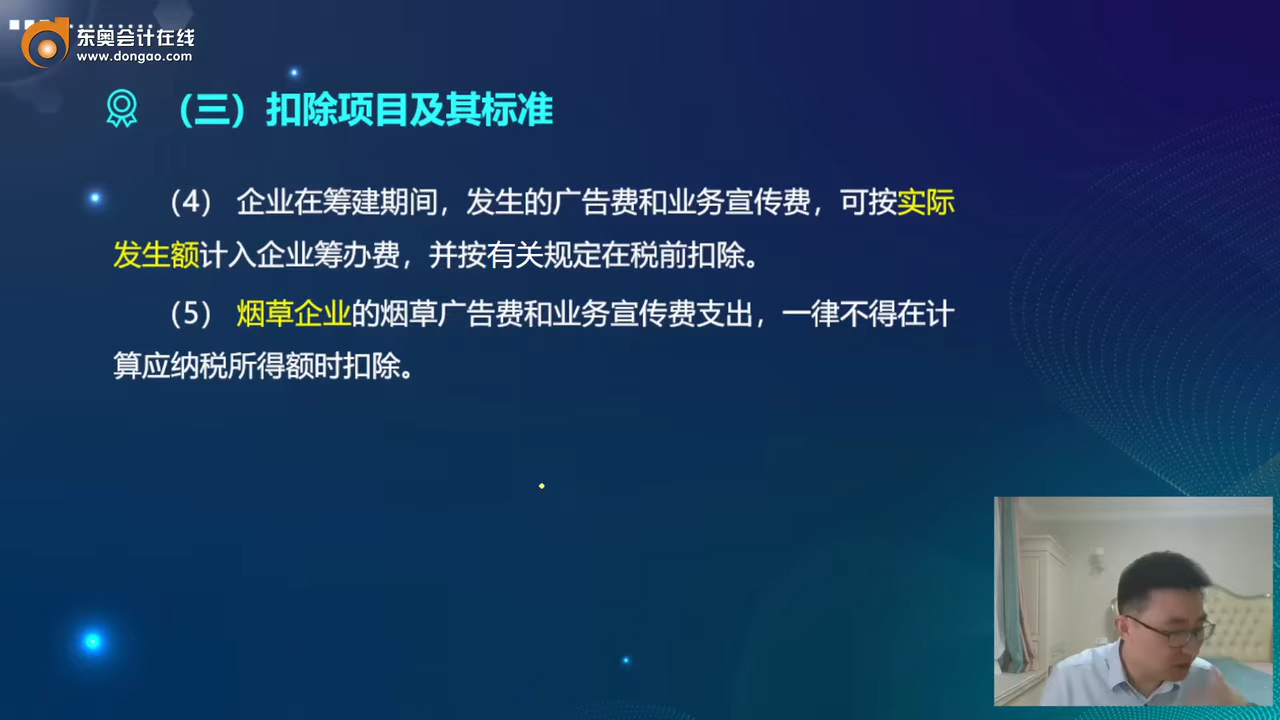 东奥会计在线
www.dongao.com
（三）扣除项目及其标准
（4） 企业在筹建期间，发生的广告费和业务宣传费，可按实际
发生额计入企业筹办费，并按有关规定在税前扣除。
（5） 烟草企业的烟草广告费和业务宣传费支出，一律不得在计
算应纳税所得额时扣除。